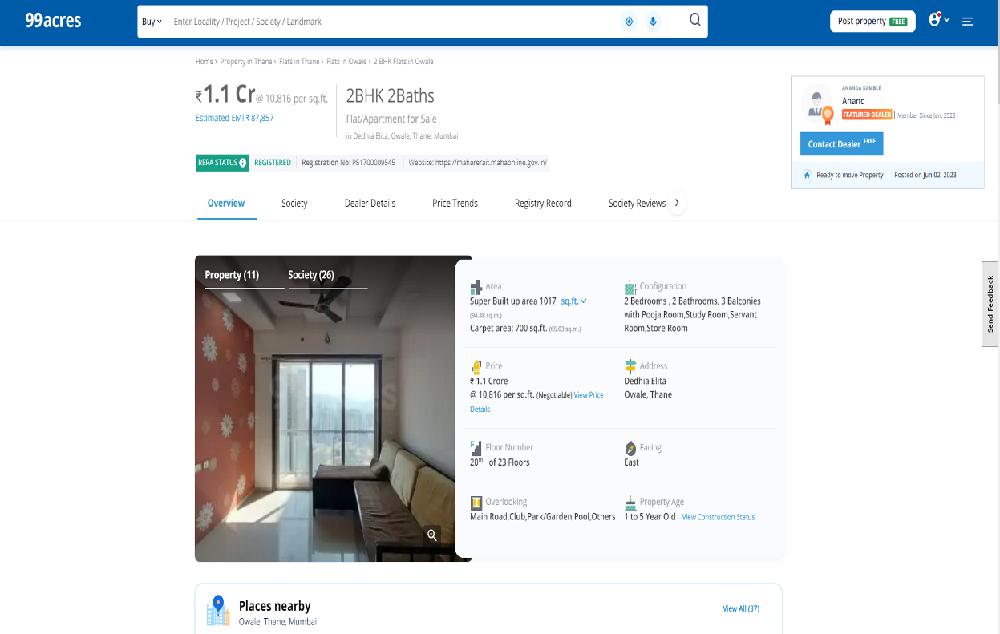 99acres
Buy
Enter Locality / Project / Society / Landmark
Post property FREE
Home › Property in Thane › Flats in Thane › Flats in Owale › 2 BHK Flats in Owale
₹1.1 Cr @ 10,816 per sq.ft.
Estimated EMI ₹ 87,857
2BHK 2Baths
Flat/Apartment for Sale
in Dedhia Elita, Owale, Thane, Mumbai
ANANDA KAMBLE
Anand
FEATURED DEALER | Member Since Jan, 2023
Contact Dealer FREE
Ready to move Property | Posted on Jun 02, 2023
RERA STATUS i REGISTERED | Registration No: P51700009545 | Website: https://maharerait.mahaonline.gov.in/
Overview Society Dealer Details Price Trends Registry Record Society Reviews
Property (11) Society (26)
Area
Super Built up area 1017 sq.ft.
(94.48 sq.m.)
Carpet area: 700 sq.ft. (65.03 sq.m.)
Configuration
2 Bedrooms , 2 Bathrooms, 3 Balconies
with Pooja Room,Study Room,Servant
Room,Store Room
Price
₹ 1.1 Crore
@ 10,816 per sq.ft. (Negotiable) View Price
Details
Address
Dedhia Elita
Owale, Thane
Floor Number
20th of 23 Floors
Facing
East
Overlooking
Main Road,Club,Park/Garden,Pool,Others
Property Age
1 to 5 Year Old View Construction Status
Send Feedback
Places nearby
Owale, Thane, Mumbai
View All (37)